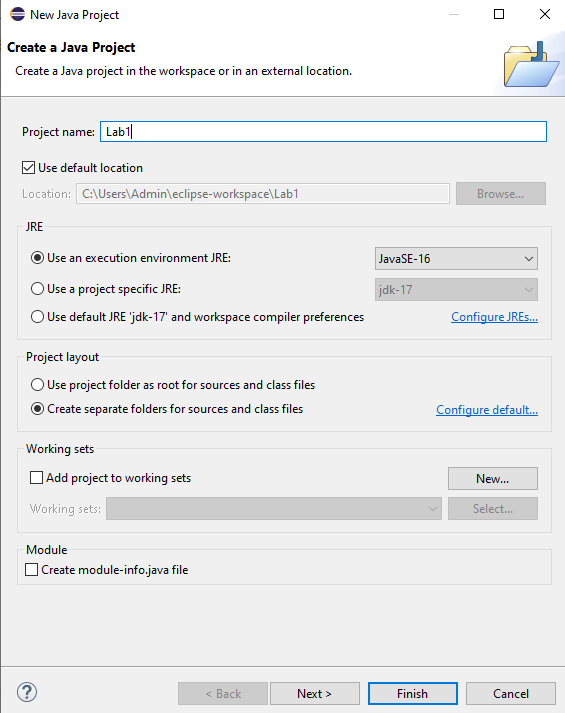 New Java Project
Create a Java Project
Create a Java project in the workspace or in an external location.
Project name: Lab1
Use default location
Location: C:\Users\Admin\eclipse-workspace\Lab1 Browse...
JRE
Use an execution environment JRE: JavaSE-16
Use a project specific JRE: jdk-17
Use default JRE 'jdk-17' and workspace compiler preferences Configure JREs...
Project layout
Use project folder as root for sources and class files
Create separate folders for sources and class files Configure default...
Working sets
Add project to working sets New...
Working sets: Select...
Module
Create module-info.java file
? < Back Next > Finish Cancel